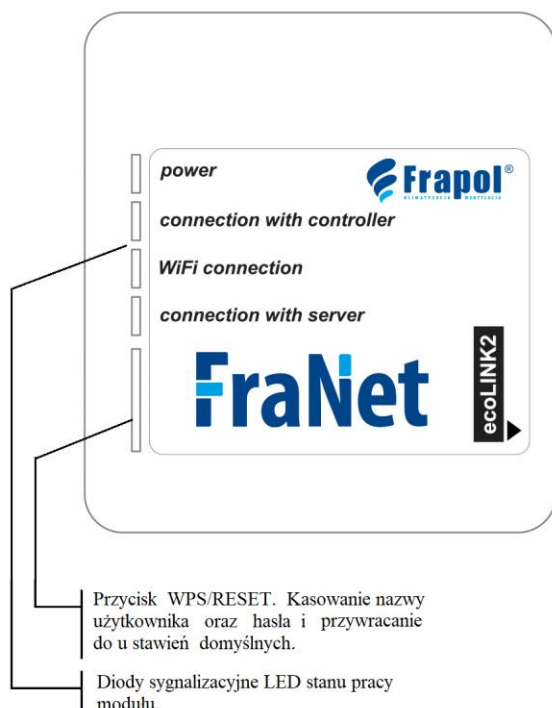 power
Frapol®
KLIMATYZACJA WENTYLACJA
connection with controller
WiFi connection
connection with server
FraNet
ecoLINK2
Przycisk WPS/RESET. Kasowanie nazwy
użytkownika oraz hasła i przywracanie
do u stawień domyślnych.
Diody sygnalizacyjne LED stanu pracy
modułu.